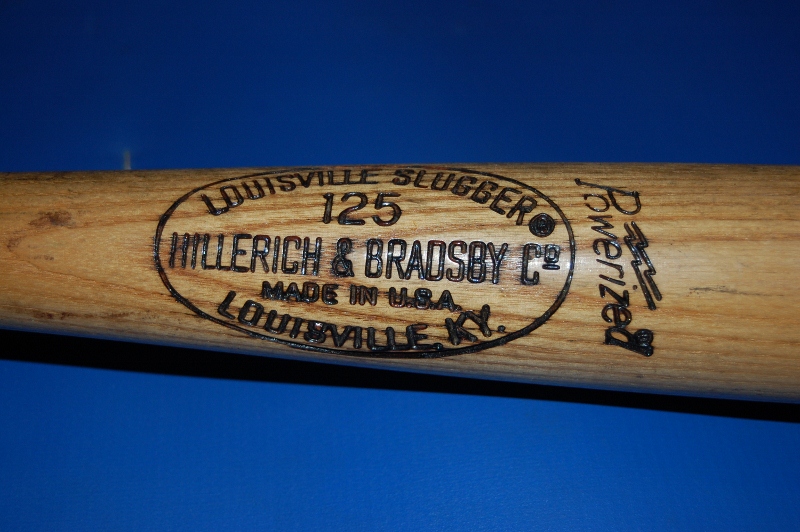 LOUISVILLE SLUGGER®
125
HILLERICH & BRADSBY Cº
MADE IN U.S.A.
LOUISVILLE, KY.
Powerized